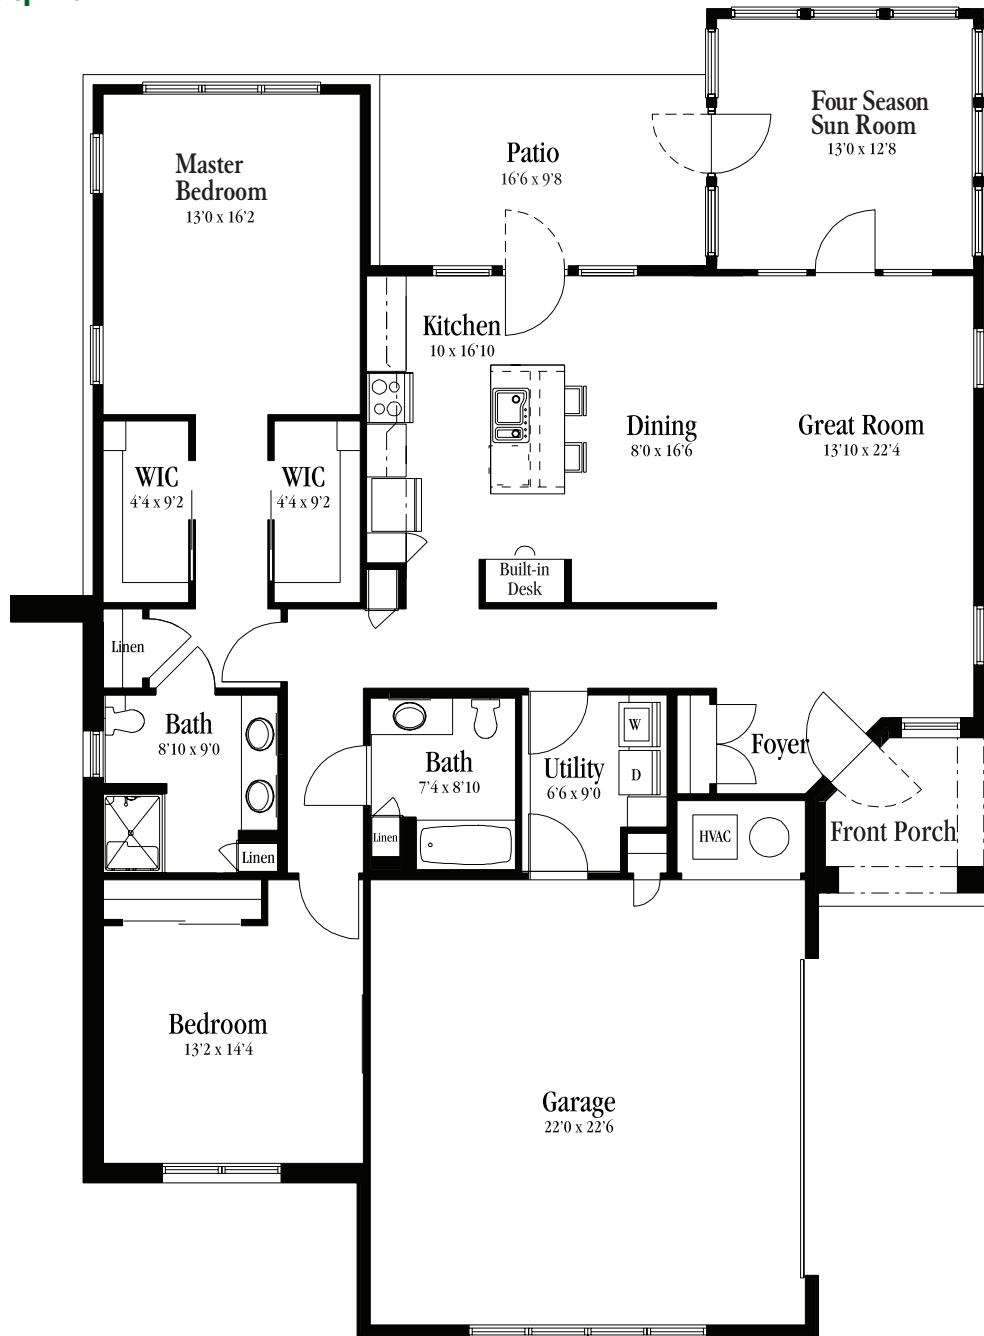 Four Season
Sun Room
13'0 x 12'8
Patio
16'6 x 9'8
Master
Bedroom
13'0 x 16'2
Kitchen
10 x 16'10
Dining
8'0 x 16'6
Great Room
13'10 x 22'4
WIC
4'4 x 9'2
WIC
4'4 x 9'2
Built-in
Desk
Linen
Bath
8'10 x 9'0
Bath
7'4 x 8'10
Utility
6'6 x 9'0
W
D
Foyer
Linen
HVAC
Front Porch
Linen
Bedroom
13'2 x 14'4
Garage
22'0 x 22'6